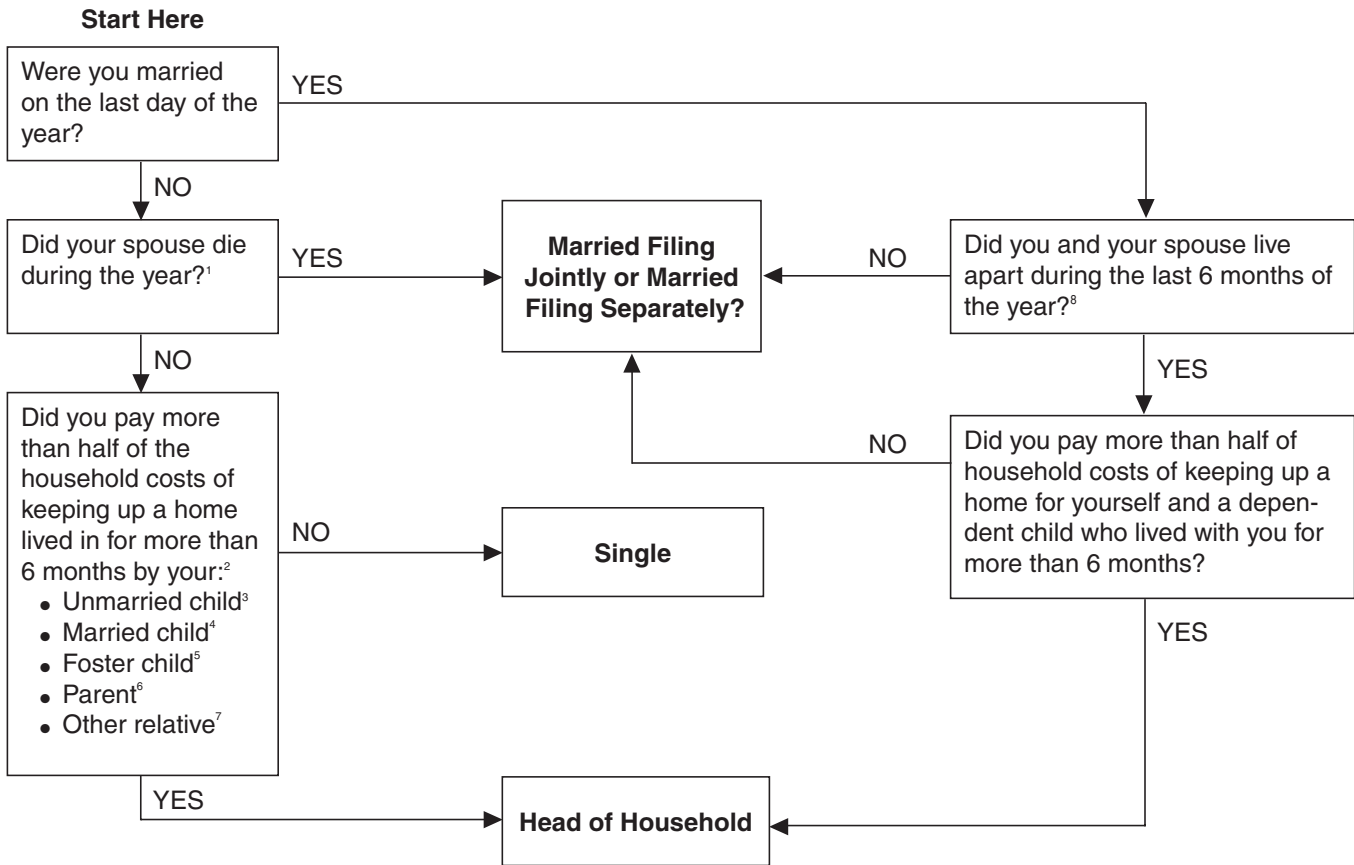 Start Here
Were you married
on the last day of the
year?
YES
NO
Did your spouse die
during the year?¹
YES
Married Filing
Jointly or Married
Filing Separately?
NO
Did you and your spouse live
apart during the last 6 months of
the year?⁸
NO
YES
Did you pay more
than half of the
household costs of
keeping up a home
lived in for more than
6 months by your:²
● Unmarried child³
● Married child⁴
● Foster child⁵
● Parent⁶
● Other relative⁷
NO
Single
NO
Did you pay more than half of
household costs of keeping up a
home for yourself and a depen-
dent child who lived with you for
more than 6 months?
YES
YES
Head of Household